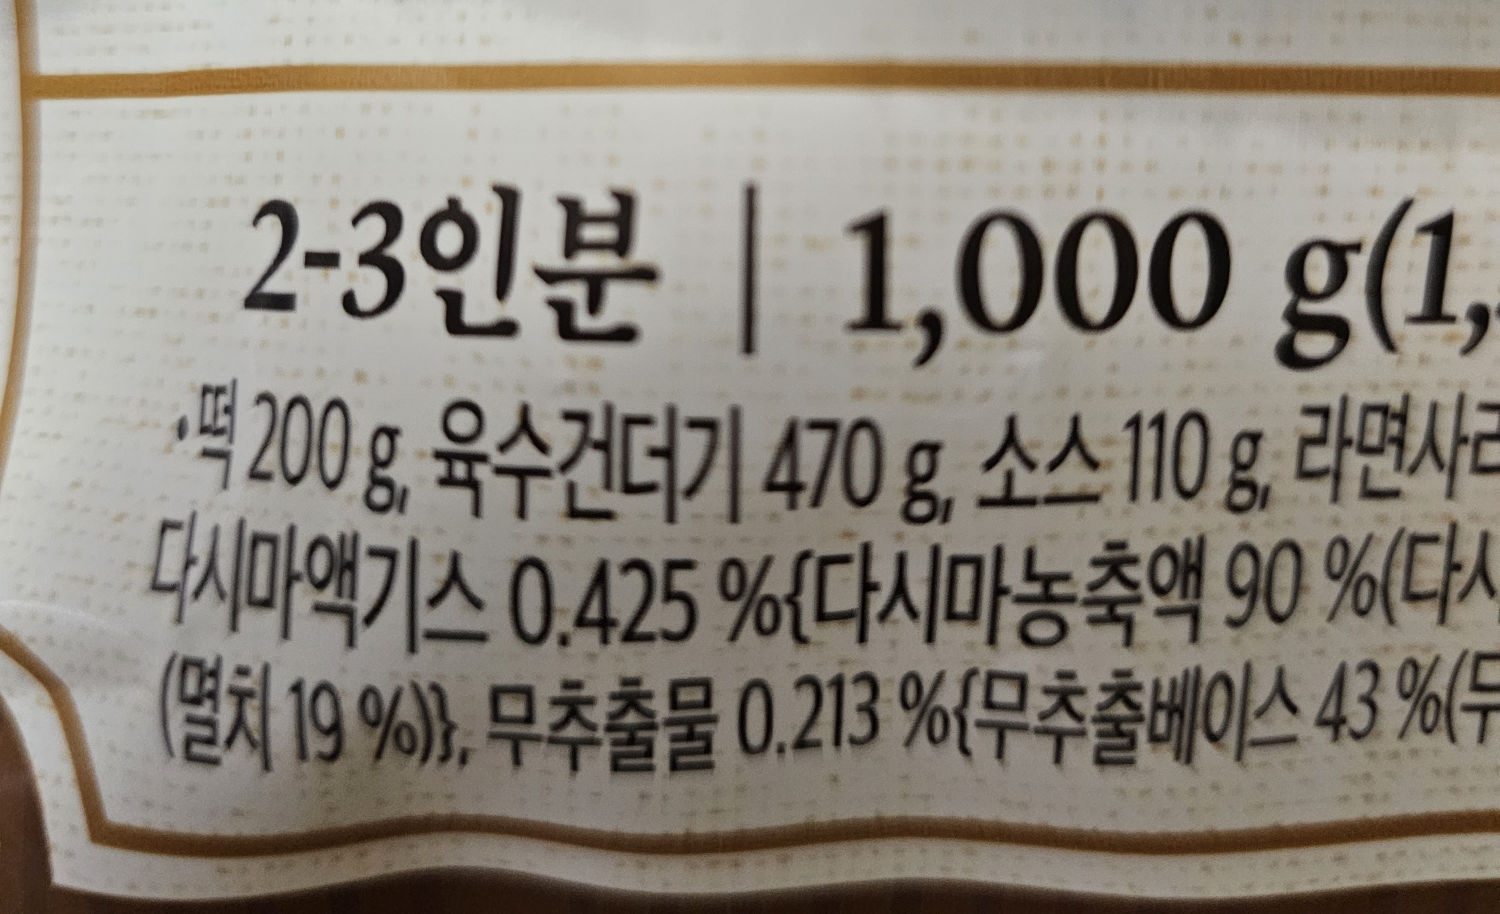 2-3인분 | 1,000 g(1,
•떡 200 g, 육수건더기 470 g, 소스 110 g, 라면사리
다시마액기스 0.425 %{다시마농축액 90 %(다시
(멸치 19 %)}, 무추출물 0.213 %{무추출베이스 43 %(무